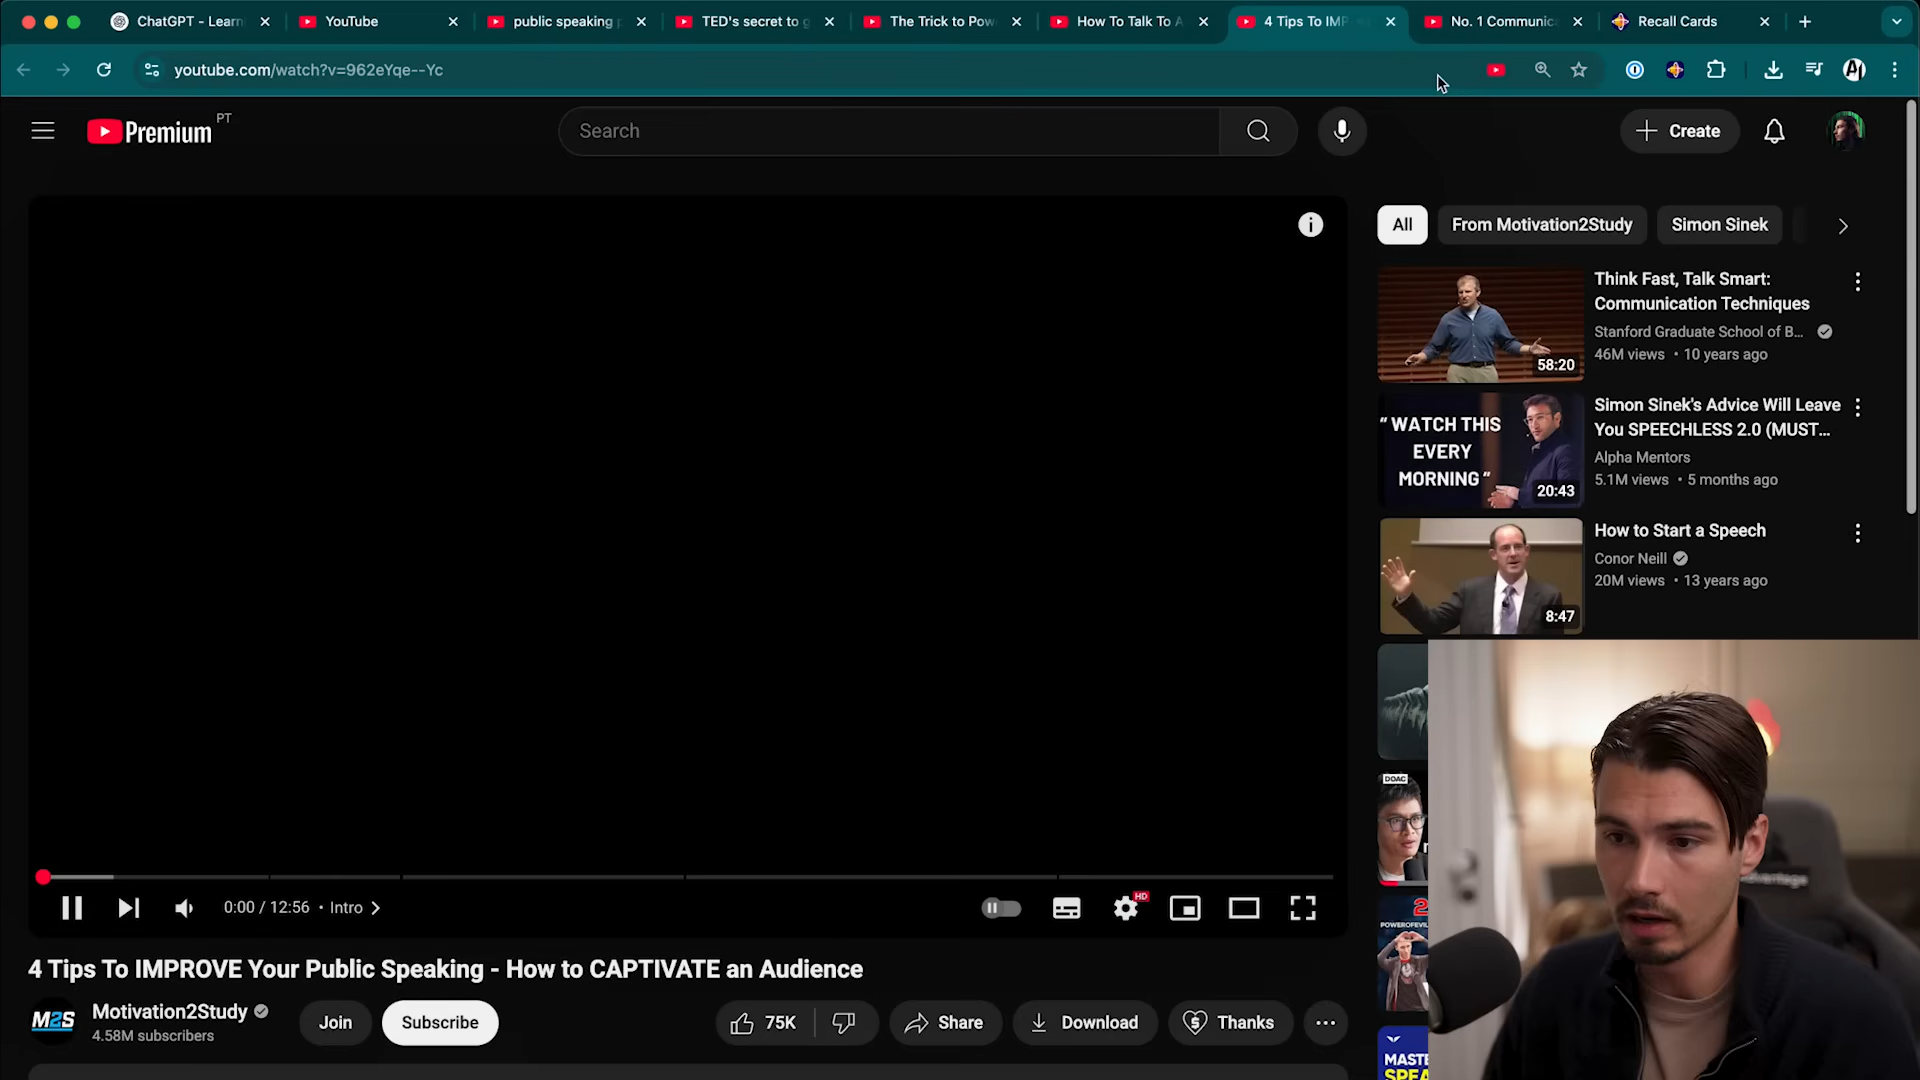 ChatGPT - Learn
YouTube
public speaking
TED's secret to g
The Trick to Pow
How To Talk To A
4 Tips To IMP
No. 1 Communic
Recall Cards
youtube.com/watch?v=962eYqe--Yc
Premium
PT
Search
Create
All
From Motivation2Study
Simon Sinek
Think Fast, Talk Smart:
Communication Techniques
Stanford Graduate School of B...
46M views • 10 years ago
58:20
Simon Sinek's Advice Will Leave
You SPEECHLESS 2.0 (MUST...
Alpha Mentors
5.1M views • 5 months ago
" WATCH THIS
EVERY
MORNING "
20:43
How to Start a Speech
Conor Neill
20M views • 13 years ago
8:47
DOAC
0:00 / 12:56 • Intro
HD
4 Tips To IMPROVE Your Public Speaking - How to CAPTIVATE an Audience
M2S
Motivation2Study
4.58M subscribers
Join
Subscribe
75K
Share
Download
Thanks